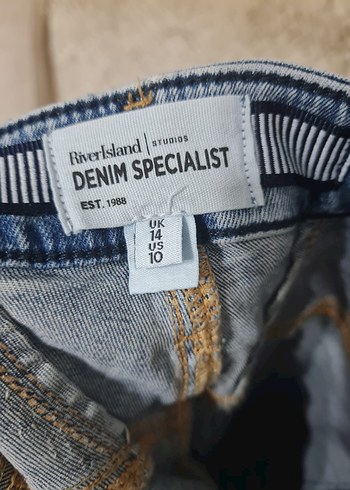 RiverIsland | STUDIOS
DENIM SPECIALIST
EST. 1988
UK
14
US
10